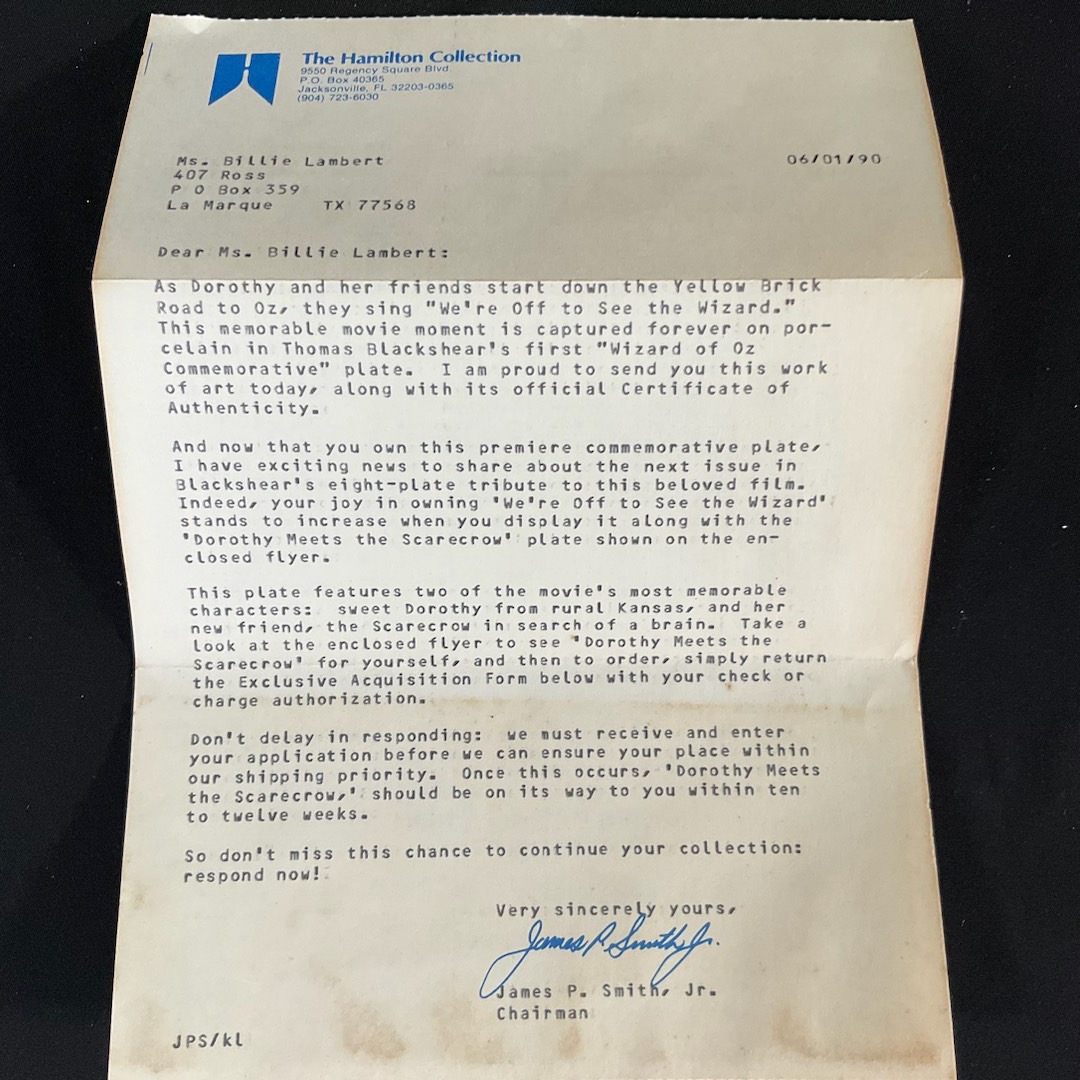 The Hamilton Collection
9550 Regency Square Blvd.
P.O. Box 40365
Jacksonville, FL 32203-0365
(904) 723-6030
Ms. Billie Lambert
06/01/90
407 Ross
P O Box 359
La Marque TX 77568
Dear Ms. Billie Lambert:
As Dorothy and her friends start down the Yellow Brick
Road to Oz, they sing "We're Off to See the Wizard."
This memorable movie moment is captured forever on por-
celain in Thomas Blackshear's first "Wizard of Oz
Commemorative" plate. I am proud to send you this work
of art today, along with its official Certificate of
Authenticity.
And now that you own this premiere commemorative plate,
I have exciting news to share about the next issue in
Blackshear's eight-plate tribute to this beloved film.
Indeed, your joy in owning 'We're Off to See the Wizard'
stands to increase when you display it along with the
'Dorothy Meets the Scarecrow' plate shown on the en-
closed flyer.
This plate features two of the movie's most memorable
characters: sweet Dorothy from rural Kansas, and her
new friend, the Scarecrow in search of a brain. Take a
look at the enclosed flyer to see 'Dorothy Meets the
Scarecrow' for yourself, and then to order, simply return
the Exclusive Acquisition Form below with your check or
charge authorization.
Don't delay in responding: we must receive and enter
your application before we can ensure your place within
our shipping priority. Once this occurs, 'Dorothy Meets
the Scarecrow,' should be on its way to you within ten
to twelve weeks.
So don't miss this chance to continue your collection:
respond now!
Very sincerely yours,
James P. Smith, Jr.
James P. Smith, Jr.
Chairman
JPS/kl